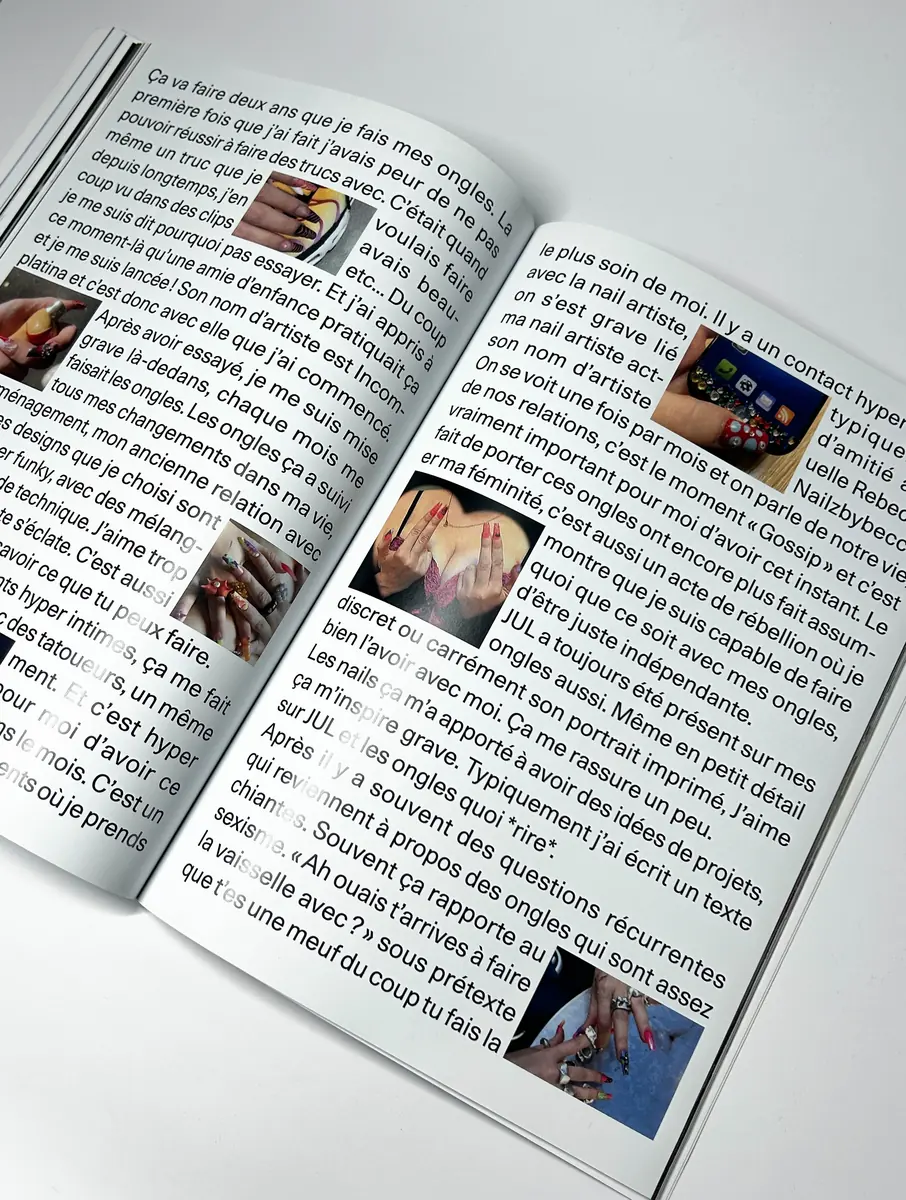 Ça va faire deux ans que je fais mes ongles. La
première fois que j'ai fait j'avais peur de ne pas
pouvoir réussir à faire des trucs avec. C'était quand
même un truc que je voulais faire
depuis longtemps, j'en avais beau-
coup vu dans des clips etc... Du coup
je me suis dit pourquoi pas essayer. Et j'ai appris à
ce moment-là qu'une amie d'enfance pratiquait ça
et je me suis lancée ! Son nom d'artiste est Incom-
platina et c'est donc avec elle que j'ai commencé.
Après avoir essayé, je me suis mise
grave là-dedans, chaque mois me
faisait les ongles. Les ongles ça a suivi
tous mes changements dans ma vie,
ménagement, mon ancienne relation avec
es designs que je choisi sont
er funky, avec des mélang-
de technique. J'aime trop
te s'éclate. C'est aussi
savoir ce que tu peux faire.
nts hyper intimes, ça me fait
c des tatoueurs, un même
ment. Et c'est hyper
pour moi d'avoir ce
ns le mois. C'est un
ents où je prends
le plus soin de moi. Il y a un contact hyper
avec la nail artiste, typique
on s'est grave lié d'amitié à
ma nail artiste act- uelle Rebec
son nom d'artiste Nailzbybecc
On se voit une fois par mois et on parle de notre vie
de nos relations, c'est le moment « Gossip » et c'est
vraiment important pour moi d'avoir cet instant. Le
fait de porter ces ongles ont encore plus fait assum-
er ma féminité, c'est aussi un acte de rébellion où je
montre que je suis capable de faire
quoi que ce soit avec mes ongles,
d'être juste indépendante.
JUL a toujours été présent sur mes
ongles aussi. Même en petit détail
discret ou carrément son portrait imprimé, J'aime
bien l'avoir avec moi. Ça me rassure un peu.
Les nails ça m'a apporté à avoir des idées de projets,
ça m'inspire grave. Typiquement j'ai écrit un texte
sur JUL et les ongles quoi *rire*.
Après il y a souvent des questions récurrentes
qui reviennent à propos des ongles qui sont assez
chiantes. Souvent ça rapporte au
sexisme. « Ah ouais t'arrives à faire
la vaisselle avec ? » sous prétexte
que t'es une meuf du coup tu fais la